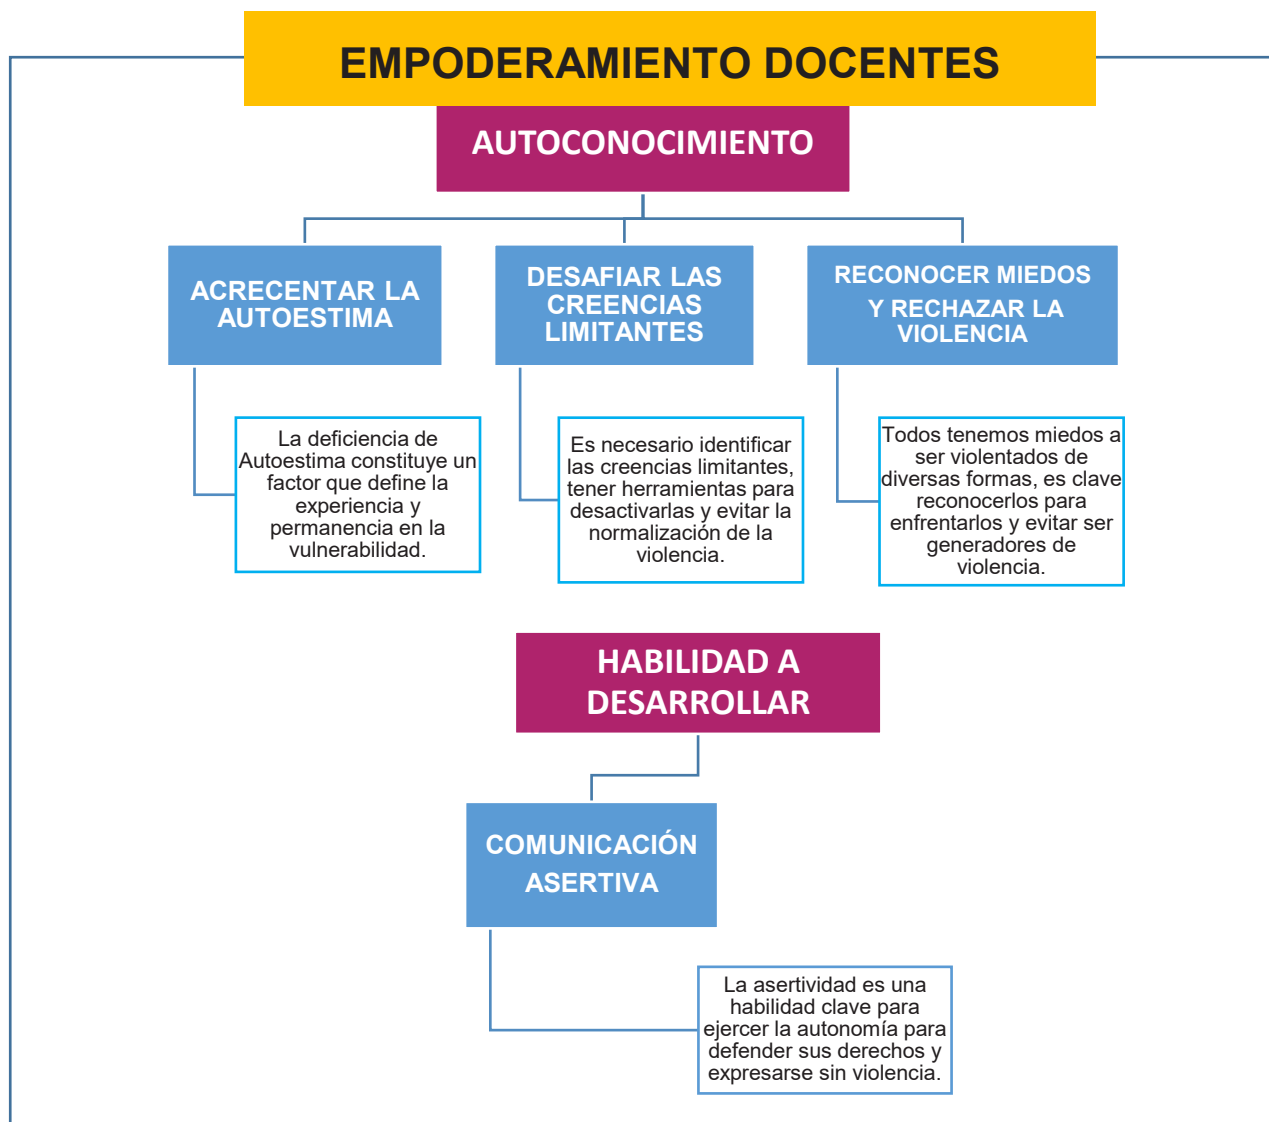 EMPODERAMIENTO DOCENTES
AUTOCONOCIMIENTO
ACRECENTAR LA
AUTOESTIMA
DESAFIAR LAS
CREENCIAS
LIMITANTES
RECONOCER MIEDOS
Y RECHAZAR LA
VIOLENCIA
La deficiencia de
Autoestima constituye un
factor que define la
experiencia y
permanencia en la
vulnerabilidad.
Es necesario identificar
las creencias limitantes,
tener herramientas para
desactivarlas y evitar la
normalización de la
violencia.
Todos tenemos miedos a
ser violentados de
diversas formas, es clave
reconocerlos para
enfrentarlos y evitar ser
generadores de
violencia.
HABILIDAD A
DESARROLLAR
COMUNICACIÓN
ASERTIVA
La asertividad es una
habilidad clave para
ejercer la autonomía para
defender sus derechos y
expresarse sin violencia.